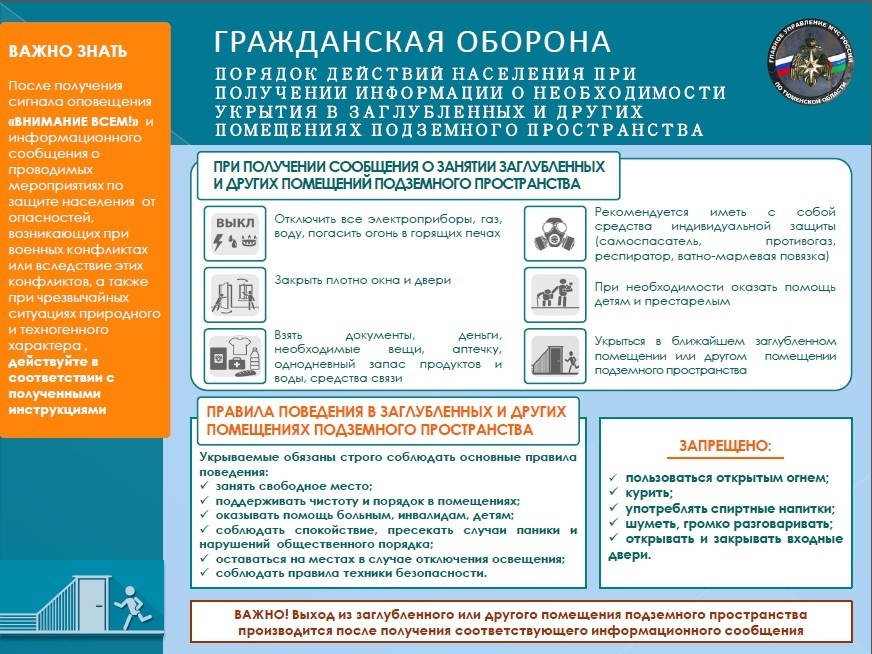 ВАЖНО ЗНАТЬ
После получения
сигнала оповещения
«ВНИМАНИЕ ВСЕМ!» и
информационного
сообщения о
проводимых
мероприятиях по
защите населения от
опасностей,
возникающих при
военных конфликтах
или вследствие этих
конфликтов, а также
при чрезвычайных
ситуациях природного
и техногенного
характера ,
действуйте в
соответствии с
полученными
инструкциями
ГРАЖДАНСКАЯ ОБОРОНА
ПОРЯДОК ДЕЙСТВИЙ НАСЕЛЕНИЯ ПРИ
ПОЛУЧЕНИИ ИНФОРМАЦИИ О НЕОБХОДИМОСТИ
УКРЫТИЯ В ЗАГЛУБЛЕННЫХ И ДРУГИХ
ПОМЕЩЕНИЯХ ПОДЗЕМНОГО ПРОСТРАНСТВА
ГЛАВНОЕ УПРАВЛЕНИЕ МЧС РОССИИ
ПО ТЮМЕНСКОЙ ОБЛАСТИ
ПРИ ПОЛУЧЕНИИ СООБЩЕНИЯ О ЗАНЯТИИ ЗАГЛУБЛЕННЫХ
И ДРУГИХ ПОМЕЩЕНИЙ ПОДЗЕМНОГО ПРОСТРАНСТВА
ВЫКЛ
Отключить все электроприборы, газ,
воду, погасить огонь в горящих печах
Закрыть плотно окна и двери
Взять документы, деньги,
необходимые вещи, аптечку,
однодневный запас продуктов и
воды, средства связи
Рекомендуется иметь с собой
средства индивидуальной защиты
(самоспасатель, противогаз,
респиратор, ватно-марлевая повязка)
При необходимости оказать помощь
детям и престарелым
Укрыться в ближайшем заглубленном
помещении или другом помещении
подземного пространства
ПРАВИЛА ПОВЕДЕНИЯ В ЗАГЛУБЛЕННЫХ И ДРУГИХ
ПОМЕЩЕНИЯХ ПОДЗЕМНОГО ПРОСТРАНСТВА
Укрываемые обязаны строго соблюдать основные правила
поведения:
✓ занять свободное место;
✓ поддерживать чистоту и порядок в помещениях;
✓ оказывать помощь больным, инвалидам, детям;
✓ соблюдать спокойствие, пресекать случаи паники и
нарушений общественного порядка;
✓ оставаться на местах в случае отключения освещения;
✓ соблюдать правила техники безопасности.
ЗАПРЕЩЕНО:
✓ пользоваться открытым огнем;
✓ курить;
✓ употреблять спиртные напитки;
✓ шуметь, громко разговаривать;
✓ открывать и закрывать входные
двери.
ВАЖНО! Выход из заглубленного или другого помещения подземного пространства
производится после получения соответствующего информационного сообщения